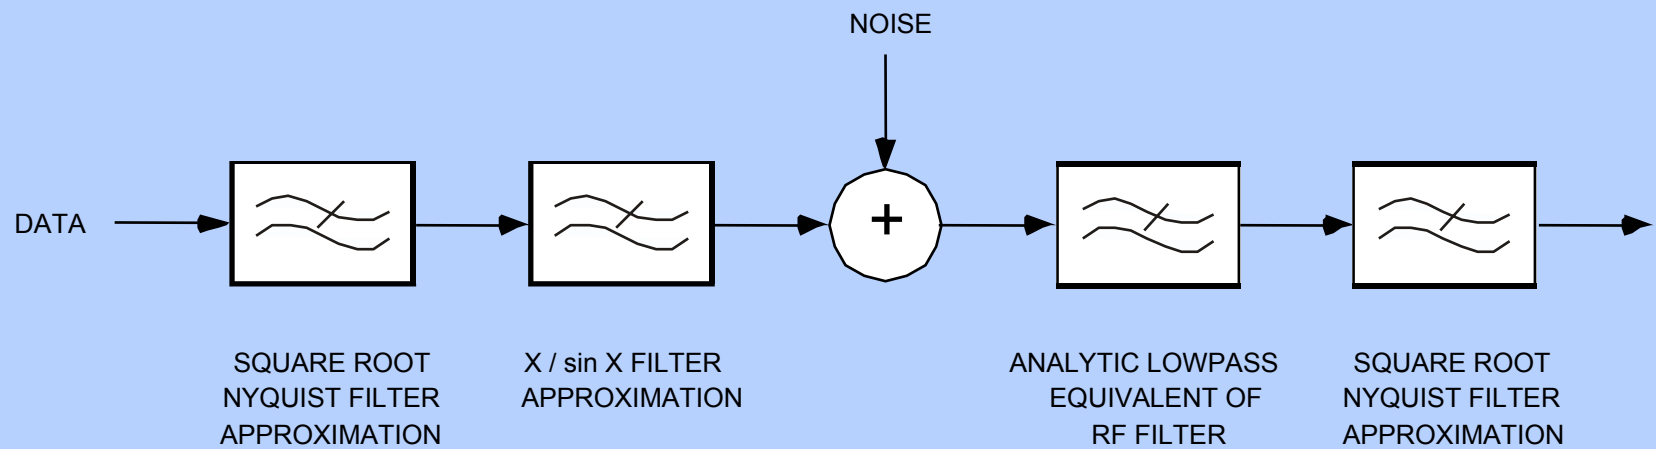 NOISE
DATA
+
SQUARE ROOT
NYQUIST FILTER
APPROXIMATION
X / sin X FILTER
APPROXIMATION
ANALYTIC LOWPASS
EQUIVALENT OF
RF FILTER
SQUARE ROOT
NYQUIST FILTER
APPROXIMATION